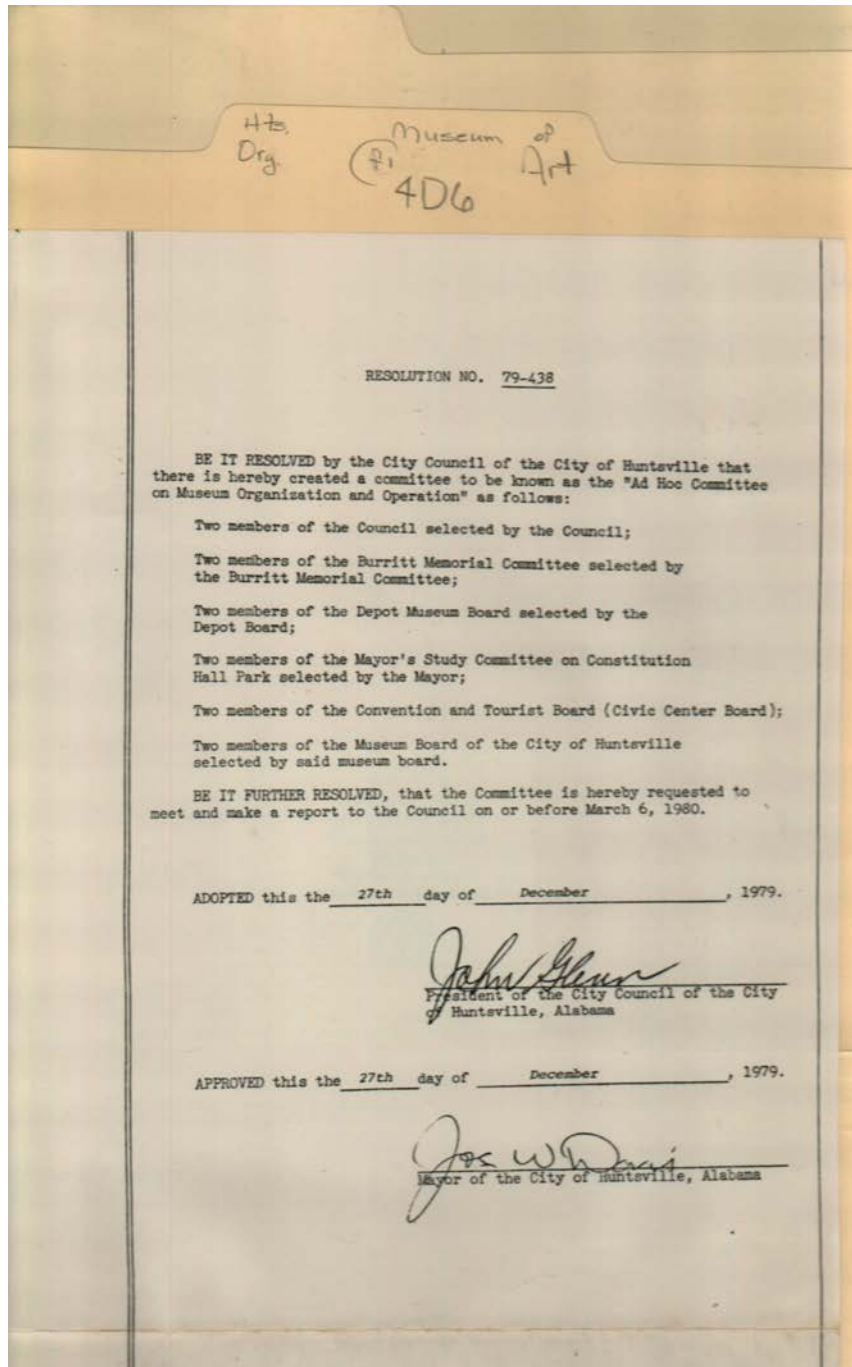 Hts. Museum of
Org. Art
4D6
RESOLUTION NO. 79-438
BE IT RESOLVED by the City Council of the City of Huntsville that
there is hereby created a committee to be known as the "Ad Hoc Committee
on Museum Organization and Operation" as follows:
Two members of the Council selected by the Council;
Two members of the Burritt Memorial Committee selected by
the Burritt Memorial Committee;
Two members of the Depot Museum Board selected by the
Depot Board;
Two members of the Mayor's Study Committee on Constitution
Hall Park selected by the Mayor;
Two members of the Convention and Tourist Board (Civic Center Board);
Two members of the Museum Board of the City of Huntsville
selected by said museum board.
BE IT FURTHER RESOLVED, that the Committee is hereby requested to
meet and make a report to the Council on or before March 6, 1980.
ADOPTED this the 27th day of December, 1979.
John Glenn
President of the City Council of the City
of Huntsville, Alabama
APPROVED this the 27th day of December, 1979.
Jos W Davis
Mayor of the City of Huntsville, Alabama